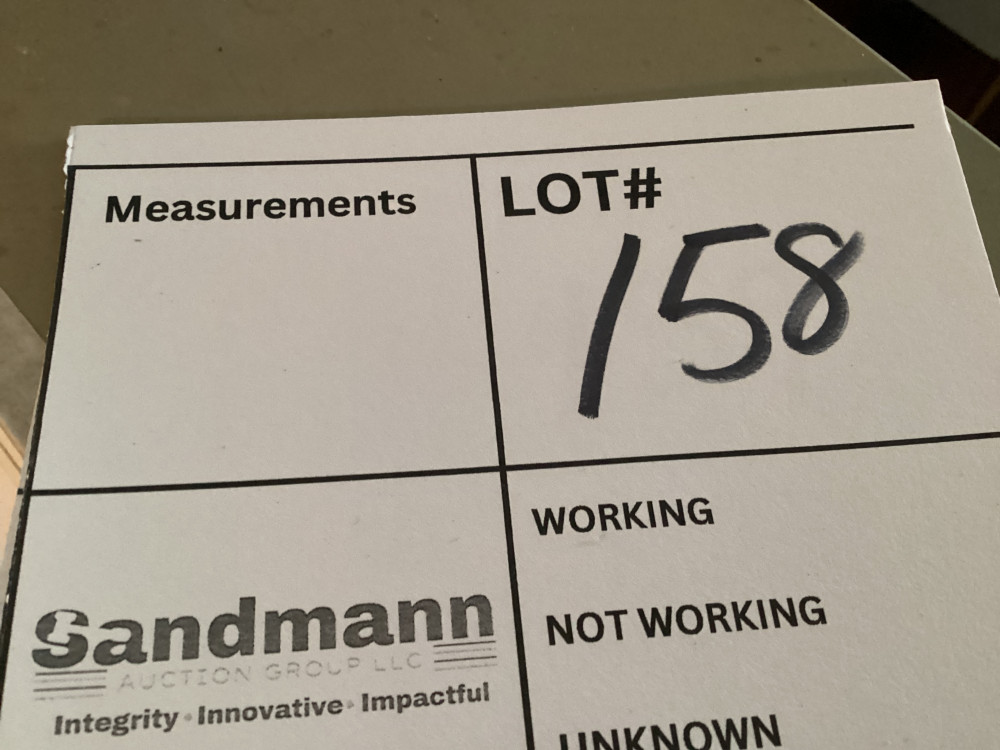 Measurements
LOT#
158
WORKING
NOT WORKING
UNKNOWN
Sandmann
AUCTION GROUP LLC
Integrity • Innovative • Impactful